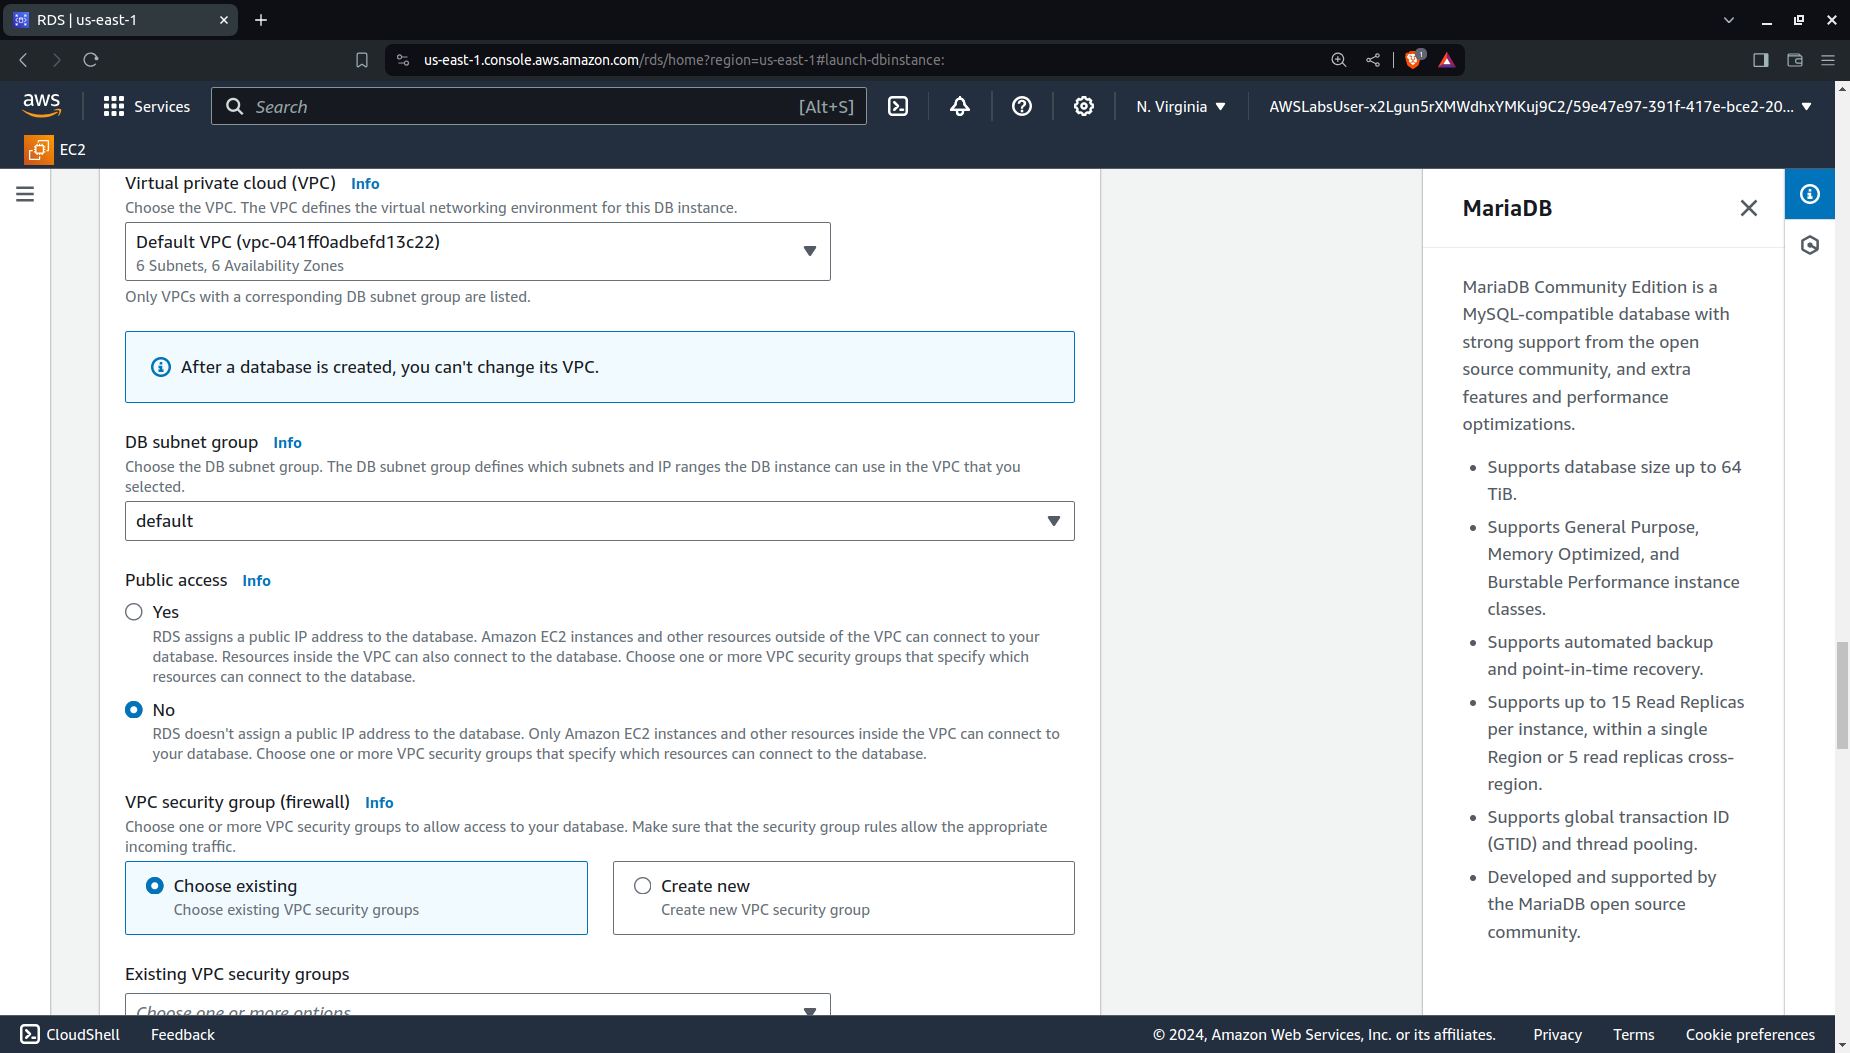 RDS | us-east-1
us-east-1.console.aws.amazon.com/rds/home?region=us-east-1#launch-dbinstance:
1
aws
Services
Search
[Alt+S]
N. Virginia
AWSLabsUser-x2Lgun5rXMWdhxYMKuj9C2/59e47e97-391f-417e-bce2-20...
EC2
Virtual private cloud (VPC) Info
Choose the VPC. The VPC defines the virtual networking environment for this DB instance.
Default VPC (vpc-041ff0adbefd13c22)
6 Subnets, 6 Availability Zones
Only VPCs with a corresponding DB subnet group are listed.
After a database is created, you can't change its VPC.
DB subnet group Info
Choose the DB subnet group. The DB subnet group defines which subnets and IP ranges the DB instance can use in the VPC that you
selected.
default
Public access Info
Yes
RDS assigns a public IP address to the database. Amazon EC2 instances and other resources outside of the VPC can connect to your
database. Resources inside the VPC can also connect to the database. Choose one or more VPC security groups that specify which
resources can connect to the database.
No
RDS doesn't assign a public IP address to the database. Only Amazon EC2 instances and other resources inside the VPC can connect to
your database. Choose one or more VPC security groups that specify which resources can connect to the database.
VPC security group (firewall) Info
Choose one or more VPC security groups to allow access to your database. Make sure that the security group rules allow the appropriate
incoming traffic.
Choose existing
Choose existing VPC security groups
Create new
Create new VPC security group
Existing VPC security groups
Choose one or more options
MariaDB
MariaDB Community Edition is a
MySQL-compatible database with
strong support from the open
source community, and extra
features and performance
optimizations.
• Supports database size up to 64
TiB.
• Supports General Purpose,
Memory Optimized, and
Burstable Performance instance
classes.
• Supports automated backup
and point-in-time recovery.
• Supports up to 15 Read Replicas
per instance, within a single
Region or 5 read replicas cross-
region.
• Supports global transaction ID
(GTID) and thread pooling.
• Developed and supported by
the MariaDB open source
community.
CloudShell
Feedback
© 2024, Amazon Web Services, Inc. or its affiliates.
Privacy
Terms
Cookie preferences